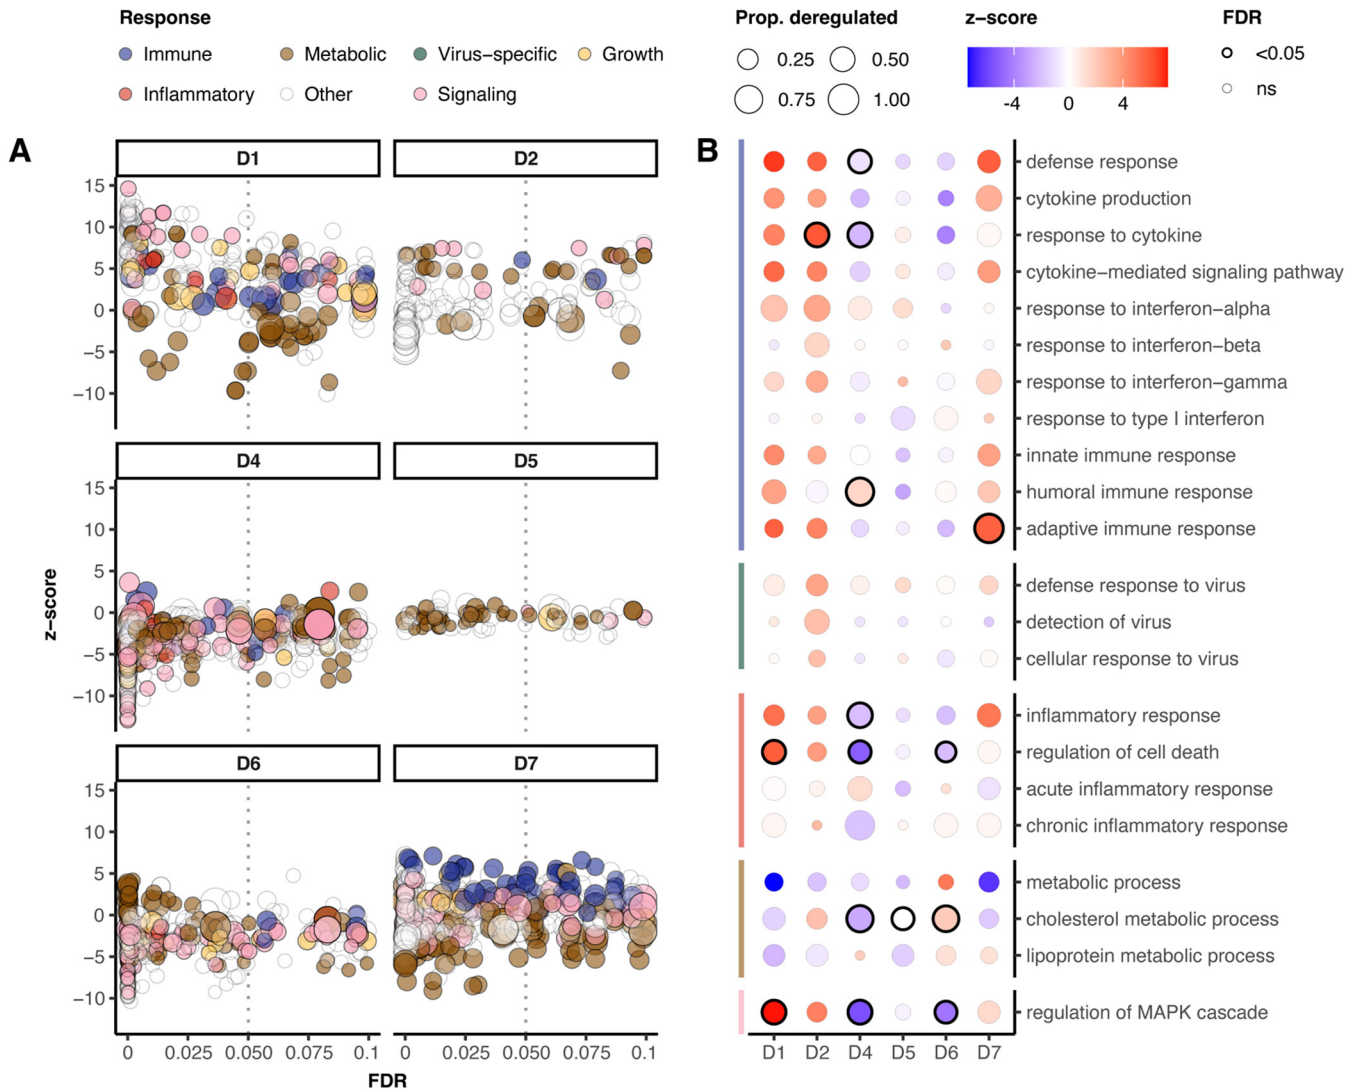 Response
Immune Metabolic Virus−specific Growth
Inflammatory Other Signaling
Prop. deregulated
0.25 0.50
0.75 1.00
z−score
-4 0 4
FDR
<0.05
ns
A
D1 D2
15
10
5
0
−5
−10
D4 D5
15
10
5
0
−5
−10
D6 D7
15
10
5
0
−5
−10
z−score
0 0.025 0.050 0.075 0.1 0 0.025 0.050 0.075 0.1
FDR
B
defense response
cytokine production
response to cytokine
cytokine−mediated signaling pathway
response to interferon−alpha
response to interferon−beta
response to interferon−gamma
response to type I interferon
innate immune response
humoral immune response
adaptive immune response
defense response to virus
detection of virus
cellular response to virus
inflammatory response
regulation of cell death
acute inflammatory response
chronic inflammatory response
metabolic process
cholesterol metabolic process
lipoprotein metabolic process
regulation of MAPK cascade
D1 D2 D4 D5 D6 D7